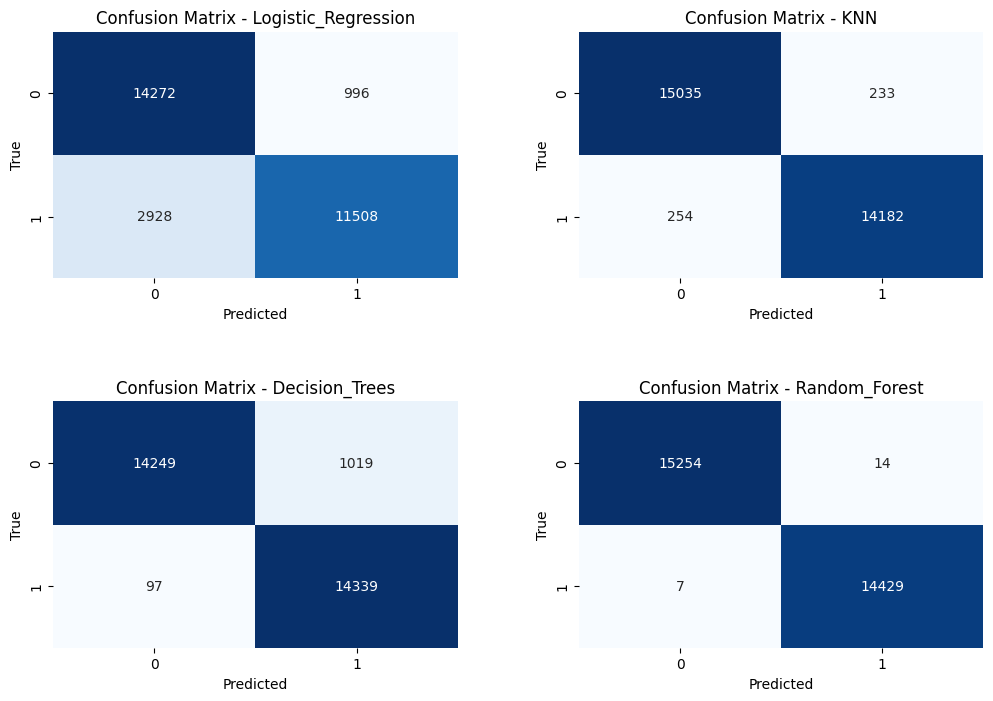 Confusion Matrix - Logistic_Regression
0
14272
996
True
1
2928
11508
0
1
Predicted
Confusion Matrix - KNN
0
15035
233
True
1
254
14182
0
1
Predicted
Confusion Matrix - Decision_Trees
0
14249
1019
True
1
97
14339
0
1
Predicted
Confusion Matrix - Random_Forest
0
15254
14
True
1
7
14429
0
1
Predicted